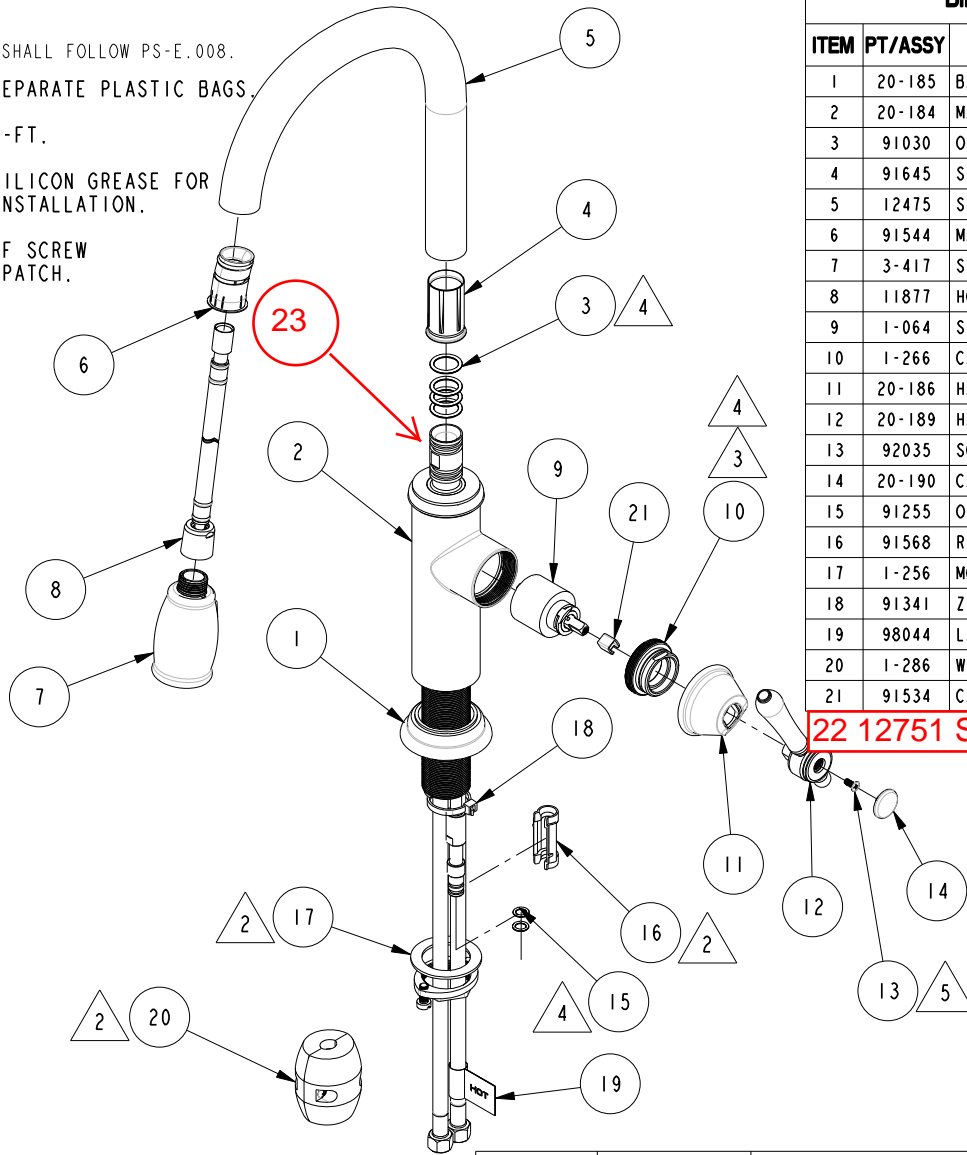 SHALL FOLLOW PS-E.008.
EPARATE PLASTIC BAGS.
-FT.
ILICON GREASE FOR
NSTALLATION.
F SCREW
PATCH.
ITEM PT/ASSY
1 20-185 B
2 20-184 M
3 91030 O
4 91645 S
5 12475 S
6 91544 M
7 3-417 S
8 11877 H
9 1-064 S
10 1-266 C
11 20-186 H
12 20-189 H
13 92035 S
14 20-190 C
15 91255 O
16 91568 R
17 1-256 M
18 91341 Z
19 98044 L
20 1-286 W
21 91534 C
22 12751 S
5
4
3 4
6
23
2
4
3
9
21
10
8
1
7
18
11
12
14
2 17
16 2
13 5
4 15
2 20
19
HOT